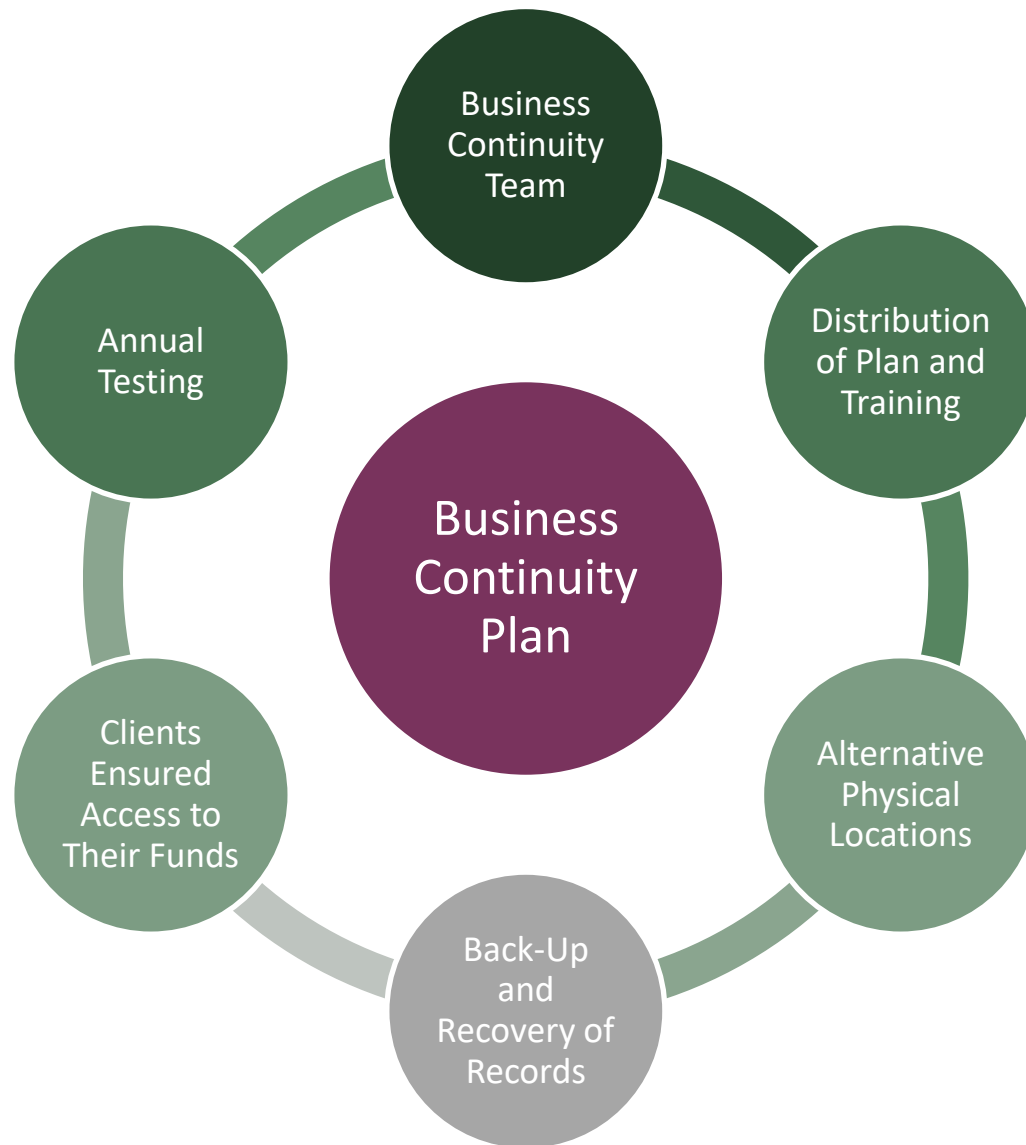 Business
Continuity
Team
Distribution
of Plan and
Training
Alternative
Physical
Locations
Back-Up
and
Recovery of
Records
Clients
Ensured
Access to
Their Funds
Annual
Testing
Business
Continuity
Plan